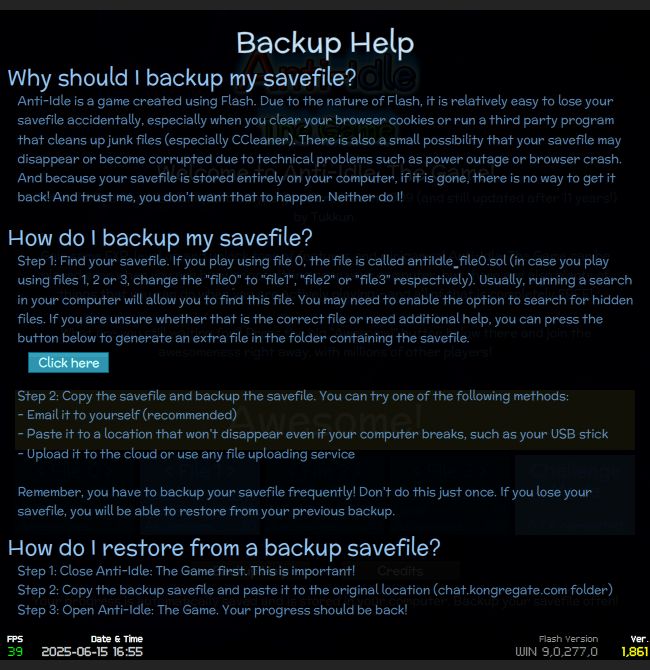 Backup Help
Why should I backup my savefile?
Anti-Idle is a game created using Flash. Due to the nature of Flash, it is relatively easy to lose your
savefile accidentally, especially when you clear your browser cookies or run a third party program
that cleans up junk files (especially CCleaner). There is also a small possibility that your savefile may
disappear or become corrupted due to technical problems such as power outage or browser crash.
And because your savefile is stored entirely on your computer, if it is gone, there is no way to get it
back! And trust me, you don't want that to happen. Neither do I!
How do I backup my savefile?
Step 1: Find your savefile. If you play using file 0, the file is called antiIdle_file0.sol (in case you play
using files 1, 2 or 3, change the "file0" to "file1", "file2" or "file3" respectively). Usually, running a search
in your computer will allow you to find this file. You may need to enable the option to search for hidden
files. If you are unsure whether that is the correct file or need additional help, you can press the
button below to generate an extra file in the folder containing the savefile.
Click here
Step 2: Copy the savefile and backup the savefile. You can try one of the following methods:
- Email it to yourself (recommended)
- Paste it to a location that won't disappear even if your computer breaks, such as your USB stick
- Upload it to the cloud or use any file uploading service
Remember, you have to backup your savefile frequently! Don't do this just once. If you lose your
savefile, you will be able to restore from your previous backup.
How do I restore from a backup savefile?
Step 1: Close Anti-Idle: The Game first. This is important!
Step 2: Copy the backup savefile and paste it to the original location (chat.kongregate.com folder)
Step 3: Open Anti-Idle: The Game. Your progress should be back!
FPS Date & Time Flash Version Ver.
39 2025-06-15 16:55 WIN 9,0,277,0 1,861